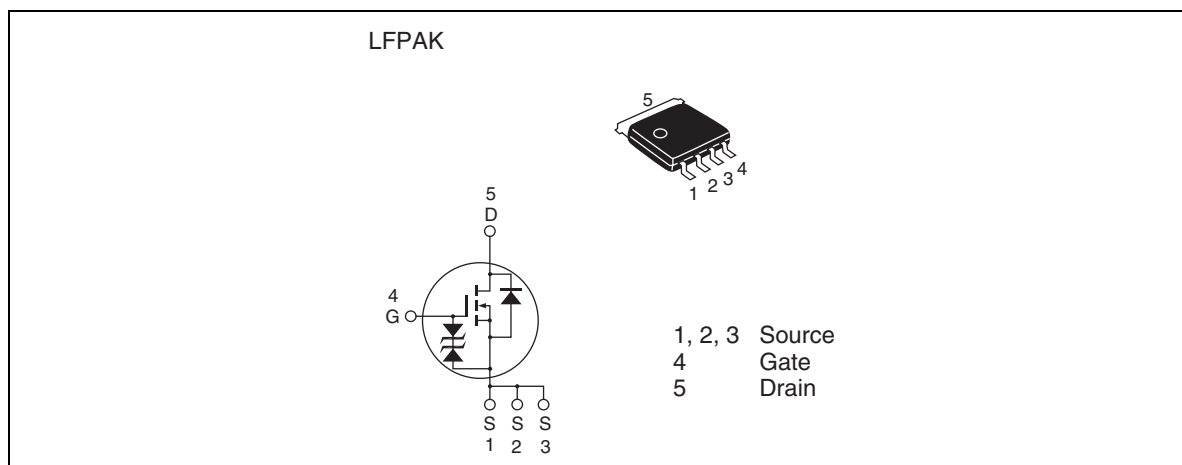 LFPAK
5
1 2 3 4
5
D
4
G
S S S
1 2 3
1, 2, 3 Source
4 Gate
5 Drain